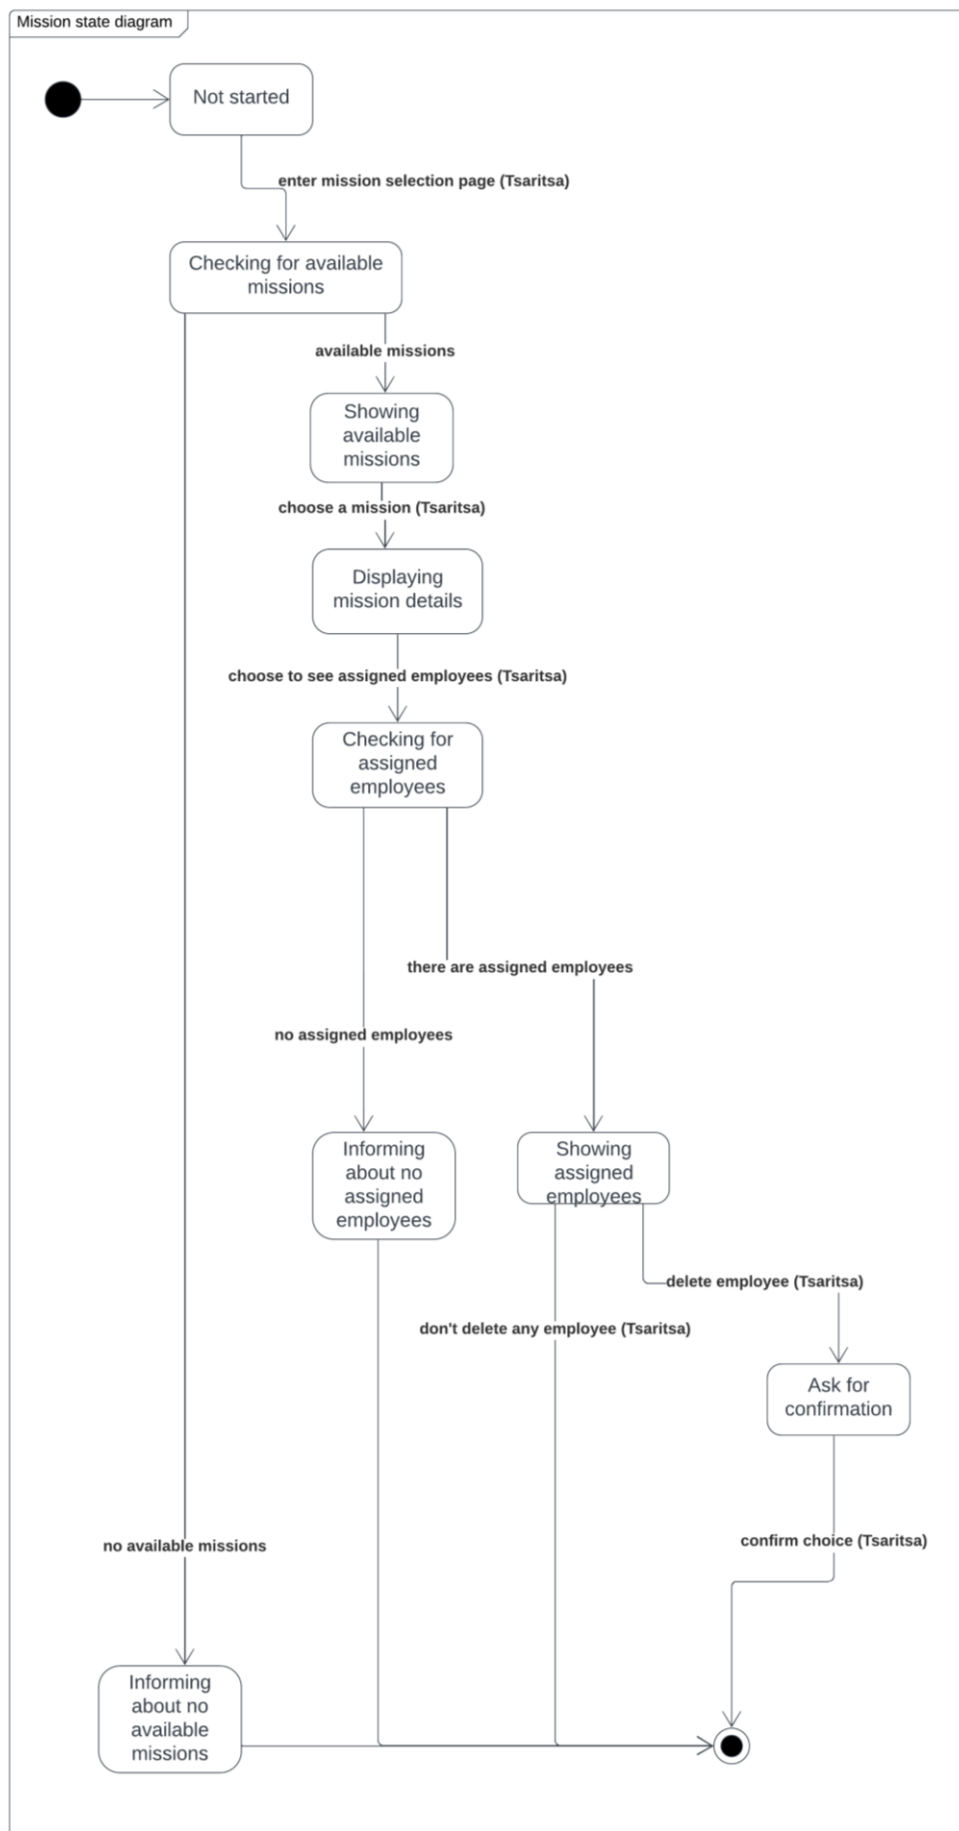 Mission state diagram
Not started
enter mission selection page (Tsaritsa)
Checking for available
missions
available missions
Showing
available
missions
choose a mission (Tsaritsa)
Displaying
mission details
choose to see assigned employees (Tsaritsa)
Checking for
assigned
employees
there are assigned employees
no assigned employees
Informing
about no
assigned
employees
Showing
assigned
employees
delete employee (Tsaritsa)
don't delete any employee (Tsaritsa)
Ask for
confirmation
confirm choice (Tsaritsa)
no available missions
Informing
about no
available
missions